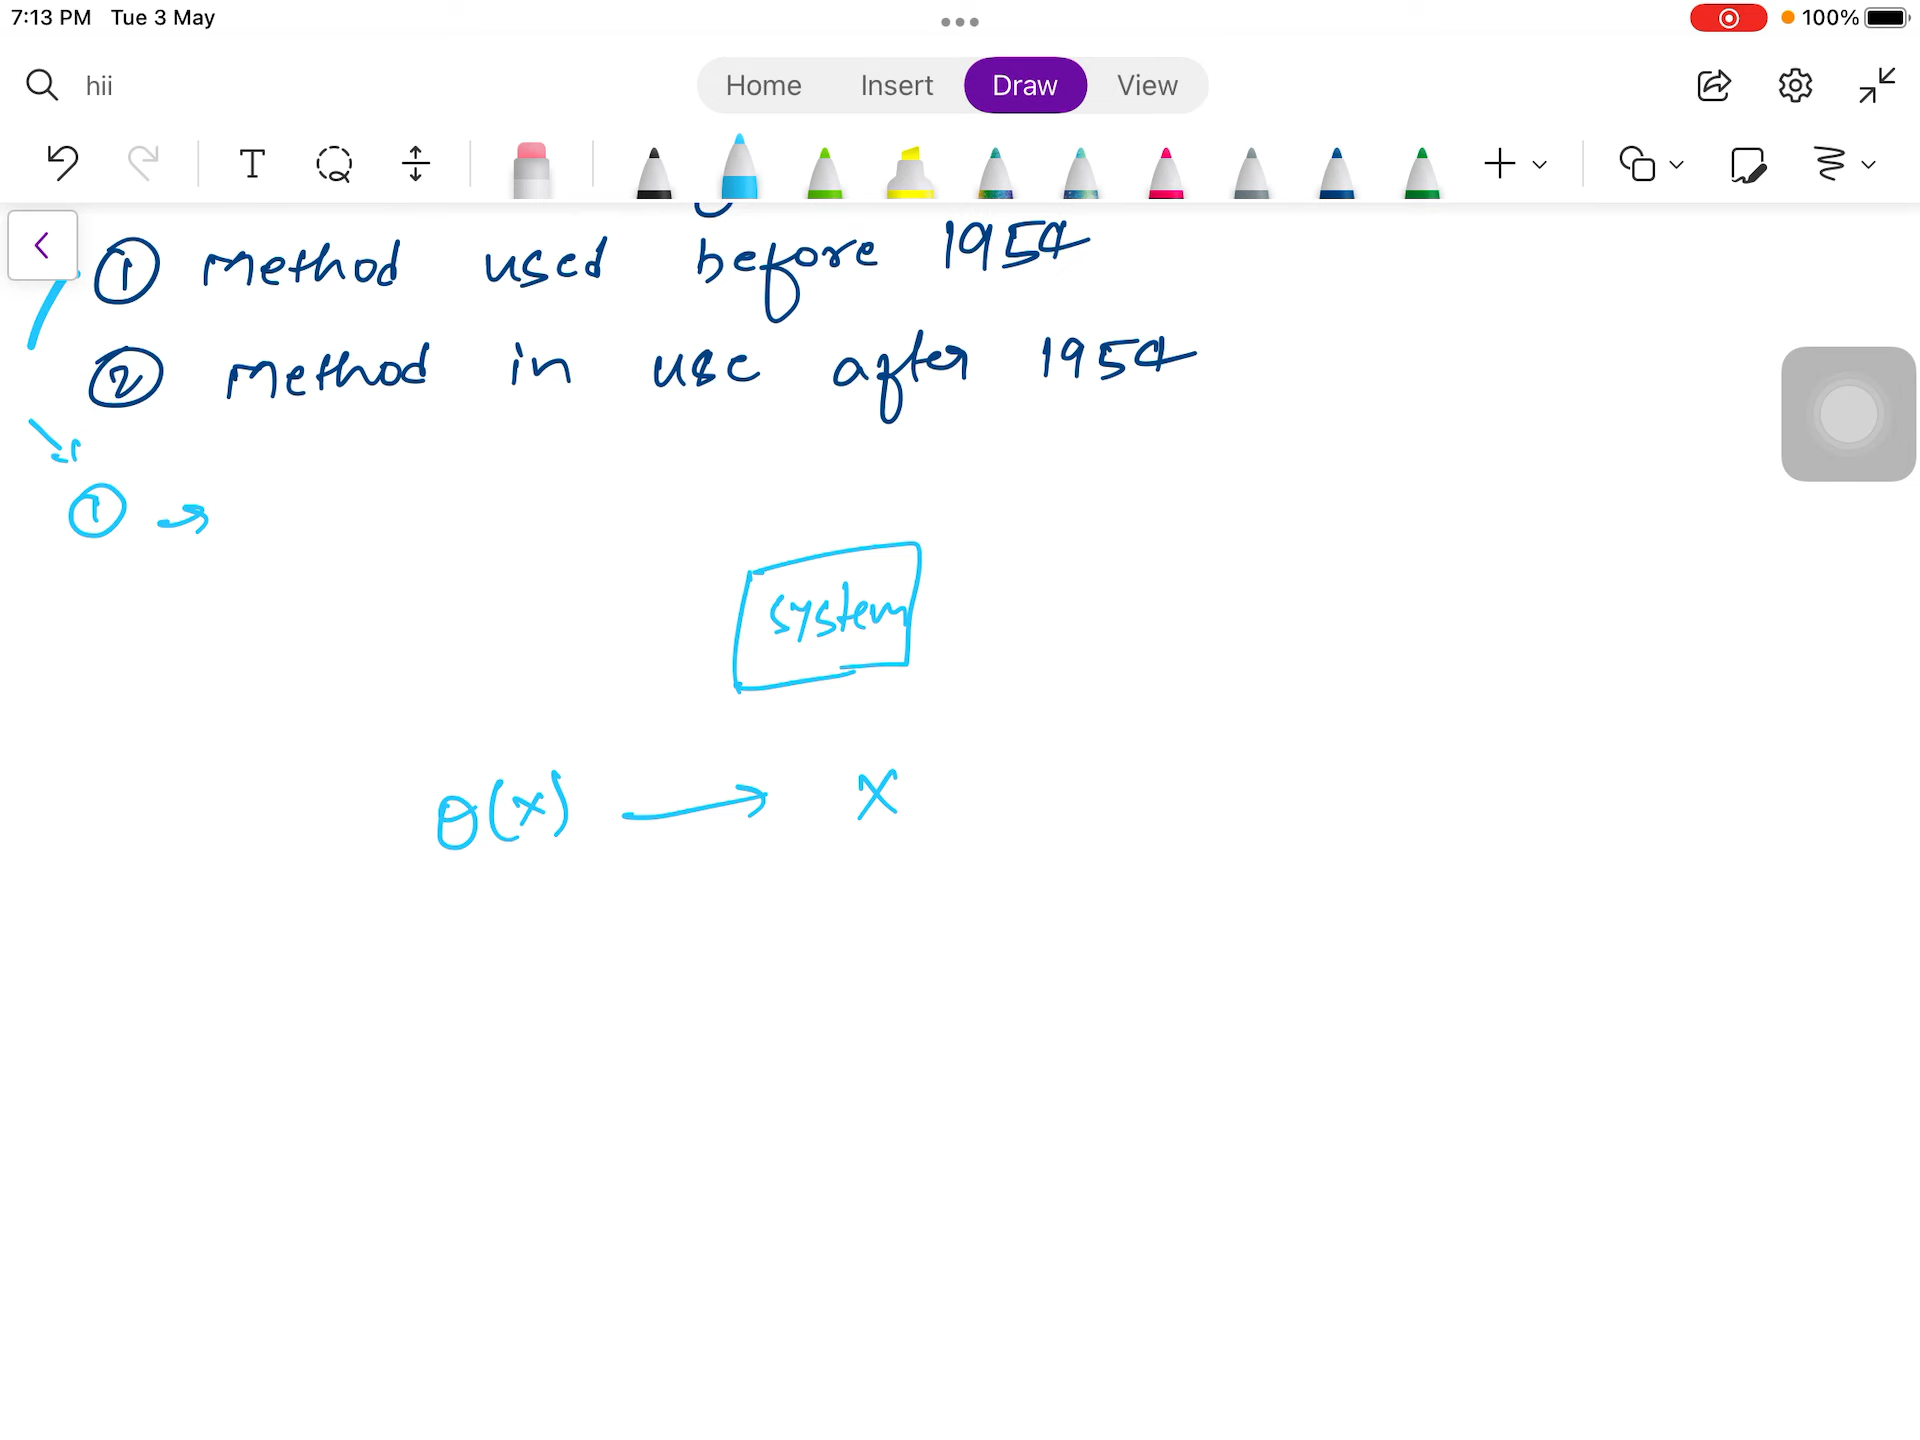 7:13 PM Tue 3 May 100%
hii Home Insert Draw View
T
① Method used before 1954
② Method in use after 1954
① →
system
θ(x) → X